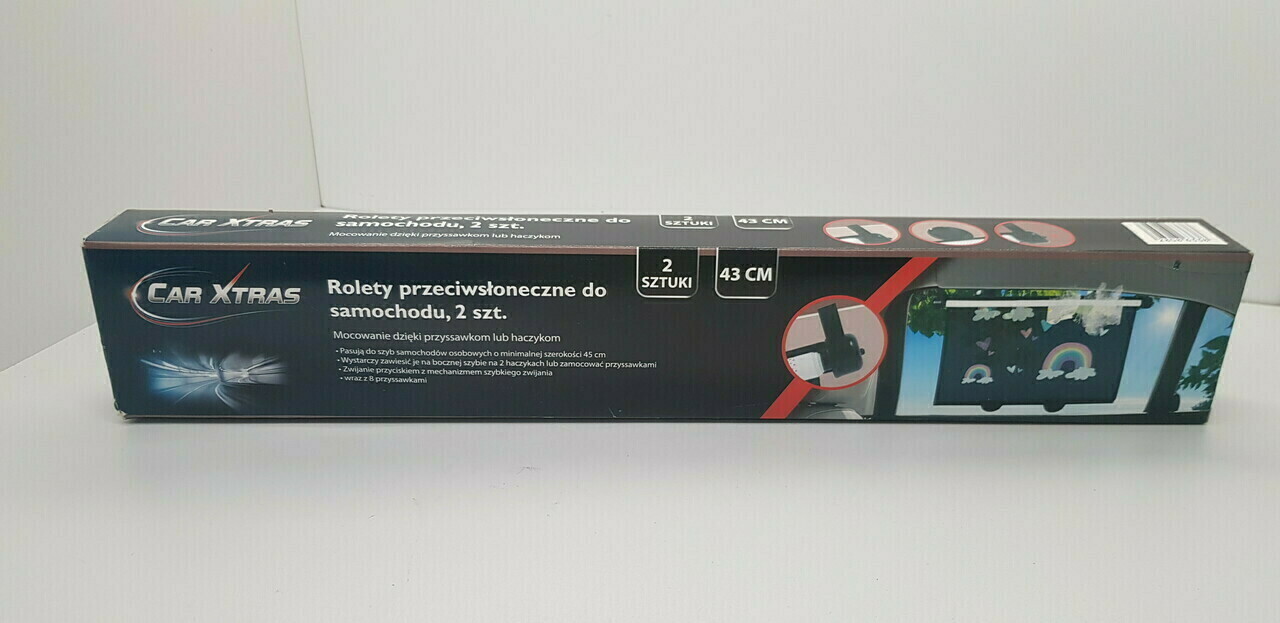 CAR XTRAS
Rolety przeciwsłoneczne do
samochodu, 2 szt.
Mocowanie dzięki przyssawkom lub haczykom
2
SZTUKI
43 CM
CAR XTRAS
Rolety przeciwsłoneczne do
samochodu, 2 szt.
Mocowanie dzięki przyssawkom lub haczykom
• Pasują do szyb samochodów osobowych o minimalnej szerokości 45 cm
• Wystarczy zawiesić je na bocznej szybie na 2 haczykach lub zamocować przyssawkami
• Zwijanie przyciskiem z mechanizmem szybkiego zwijania
• wraz z 8 przyssawkami
2
SZTUKI
43 CM